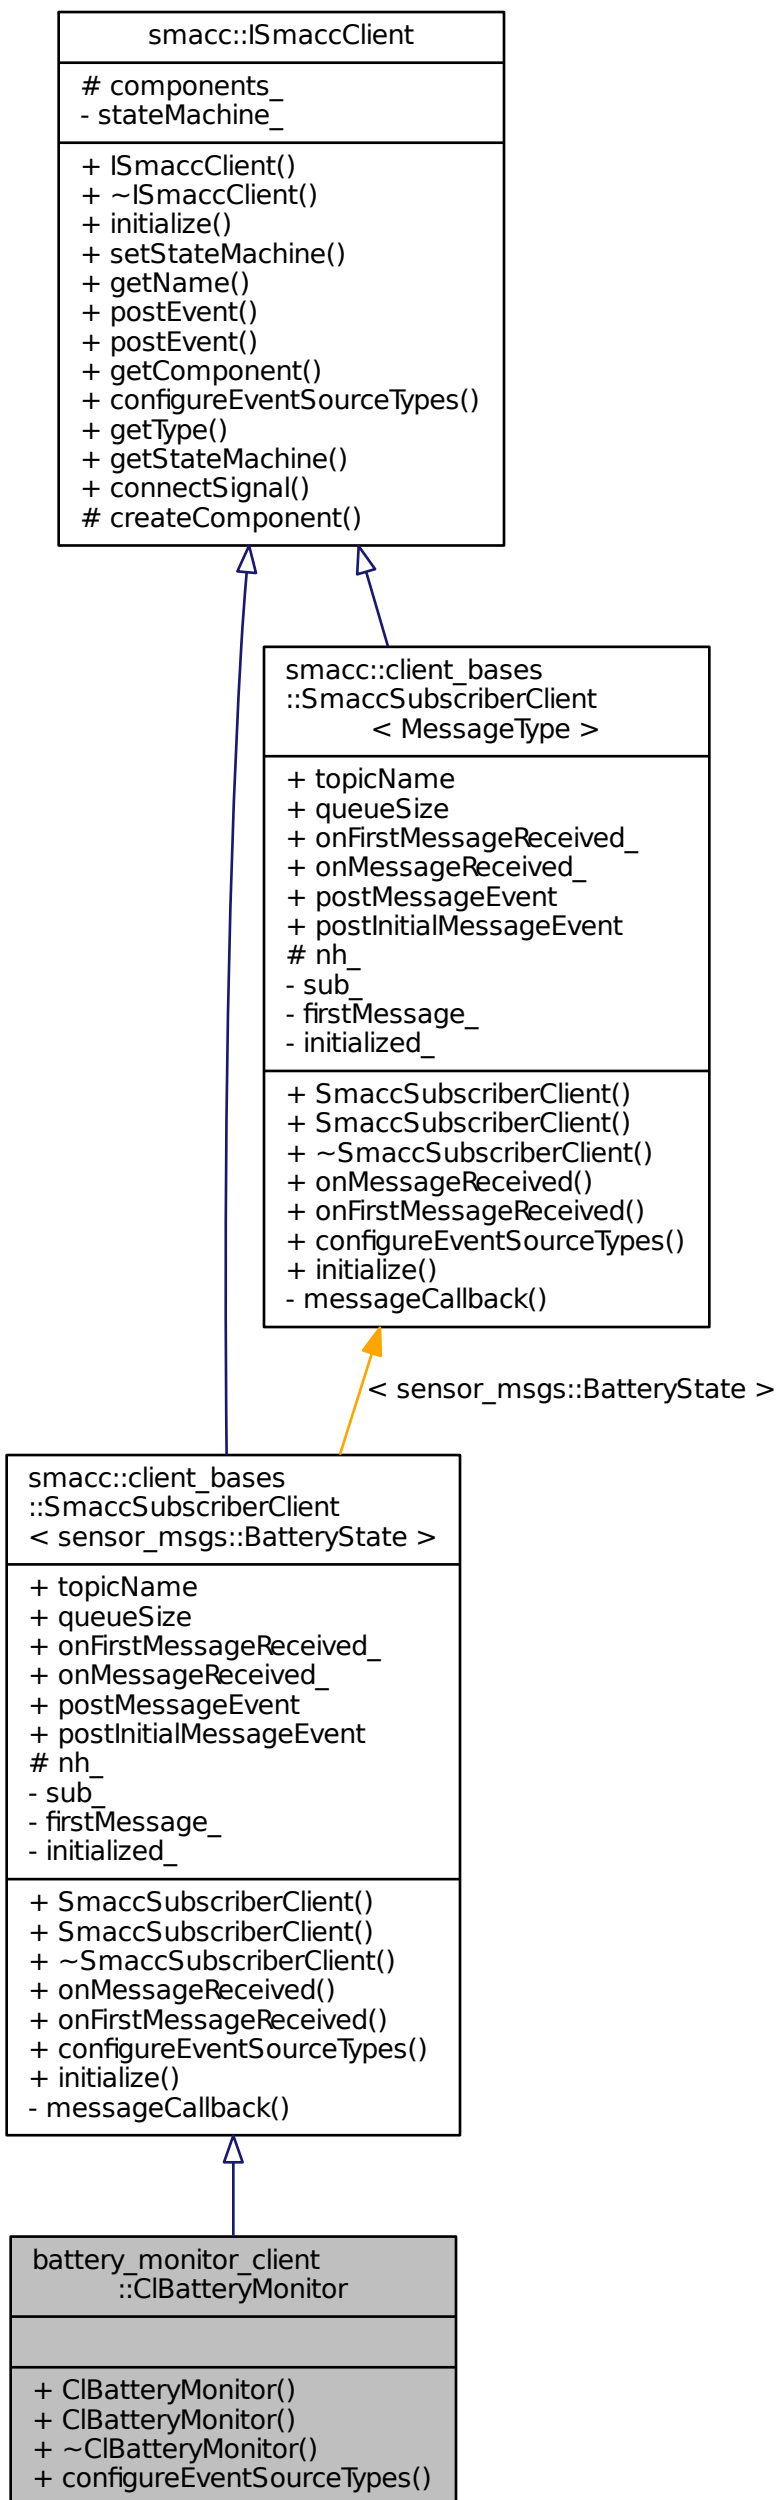 smacc::ISmaccClient
# components_
- stateMachine_
+ ISmaccClient()
+ ~ISmaccClient()
+ initialize()
+ setStateMachine()
+ getName()
+ postEvent()
+ postEvent()
+ getComponent()
+ configureEventSourceTypes()
+ getType()
+ getStateMachine()
+ connectSignal()
# createComponent()
smacc::client_bases
::SmaccSubscriberClient
< MessageType >
+ topicName
+ queueSize
+ onFirstMessageReceived_
+ onMessageReceived_
+ postMessageEvent
+ postInitialMessageEvent
# nh_
- sub_
- firstMessage_
- initialized_
+ SmaccSubscriberClient()
+ SmaccSubscriberClient()
+ ~SmaccSubscriberClient()
+ onMessageReceived()
+ onFirstMessageReceived()
+ configureEventSourceTypes()
+ initialize()
- messageCallback()
< sensor_msgs::BatteryState >
smacc::client_bases
::SmaccSubscriberClient
< sensor_msgs::BatteryState >
+ topicName
+ queueSize
+ onFirstMessageReceived_
+ onMessageReceived_
+ postMessageEvent
+ postInitialMessageEvent
# nh_
- sub_
- firstMessage_
- initialized_
+ SmaccSubscriberClient()
+ SmaccSubscriberClient()
+ ~SmaccSubscriberClient()
+ onMessageReceived()
+ onFirstMessageReceived()
+ configureEventSourceTypes()
+ initialize()
- messageCallback()
battery_monitor_client
::ClBatteryMonitor
+ ClBatteryMonitor()
+ ClBatteryMonitor()
+ ~ClBatteryMonitor()
+ configureEventSourceTypes()